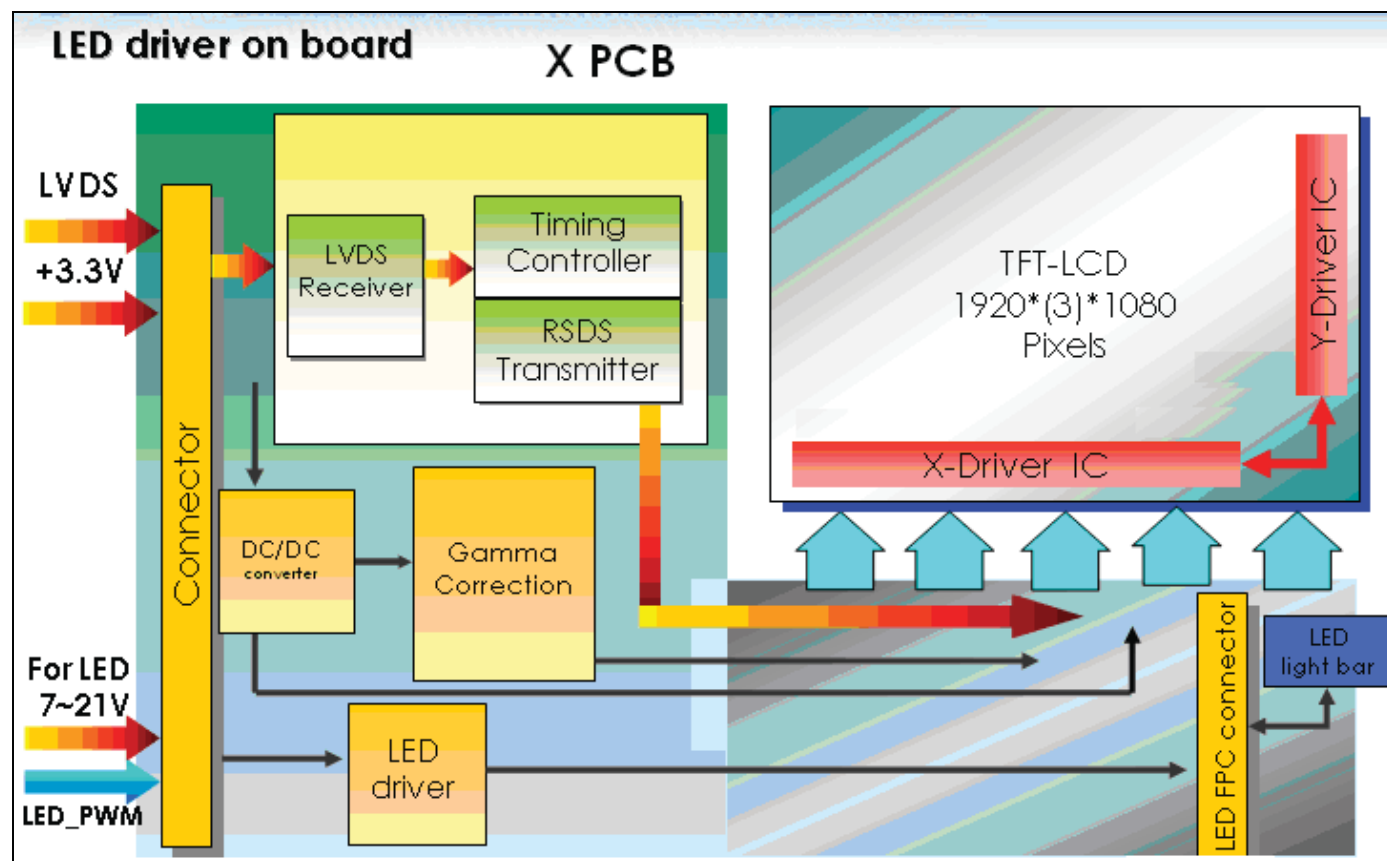 LED driver on board
X PCB
LVDS
+3.3V
For LED
7~21V
LED_PWM
Connector
LVDS
Receiver
Timing
Controller
RSDS
Transmitter
DC/DC
converter
Gamma
Correction
LED
driver
TFT-LCD
1920*(3)*1080
Pixels
Y-Driver IC
X-Driver IC
LED FPC connector
LED
light bar